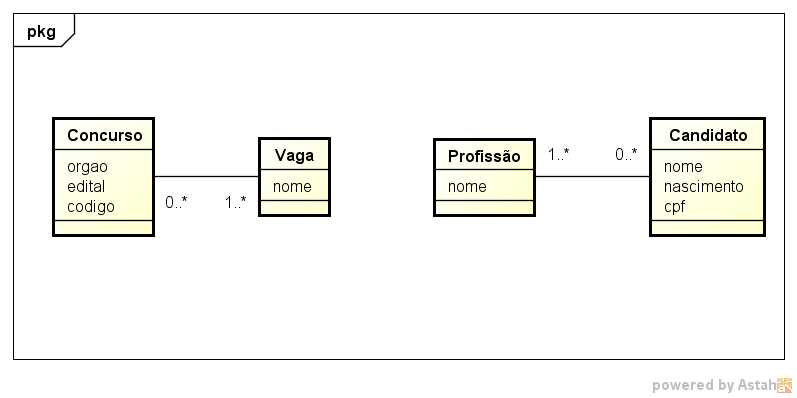 pkg
Concurso
orgao
edital
codigo
0..*
1..*
Vaga
nome
Profissão
nome
1..*
0..*
Candidato
nome
nascimento
cpf
powered by Astah